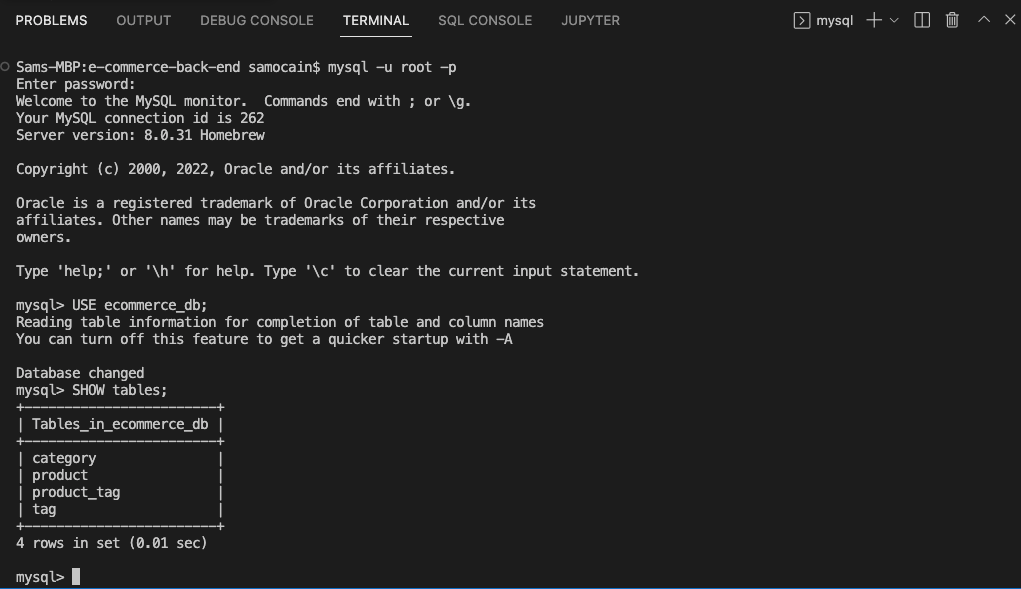 PROBLEMS OUTPUT DEBUG CONSOLE TERMINAL SQL CONSOLE JUPYTER mysql
Sams-MBP:e-commerce-back-end samocain$ mysql -u root -p
Enter password:
Welcome to the MySQL monitor.  Commands end with ; or \g.
Your MySQL connection id is 262
Server version: 8.0.31 Homebrew

Copyright (c) 2000, 2022, Oracle and/or its affiliates.

Oracle is a registered trademark of Oracle Corporation and/or its
affiliates. Other names may be trademarks of their respective
owners.

Type 'help;' or '\h' for help. Type '\c' to clear the current input statement.

mysql> USE ecommerce_db;
Reading table information for completion of table and column names
You can turn off this feature to get a quicker startup with -A

Database changed
mysql> SHOW tables;
+------------------------+
| Tables_in_ecommerce_db |
+------------------------+
| category               |
| product                |
| product_tag            |
| tag                    |
+------------------------+
4 rows in set (0.01 sec)

mysql>